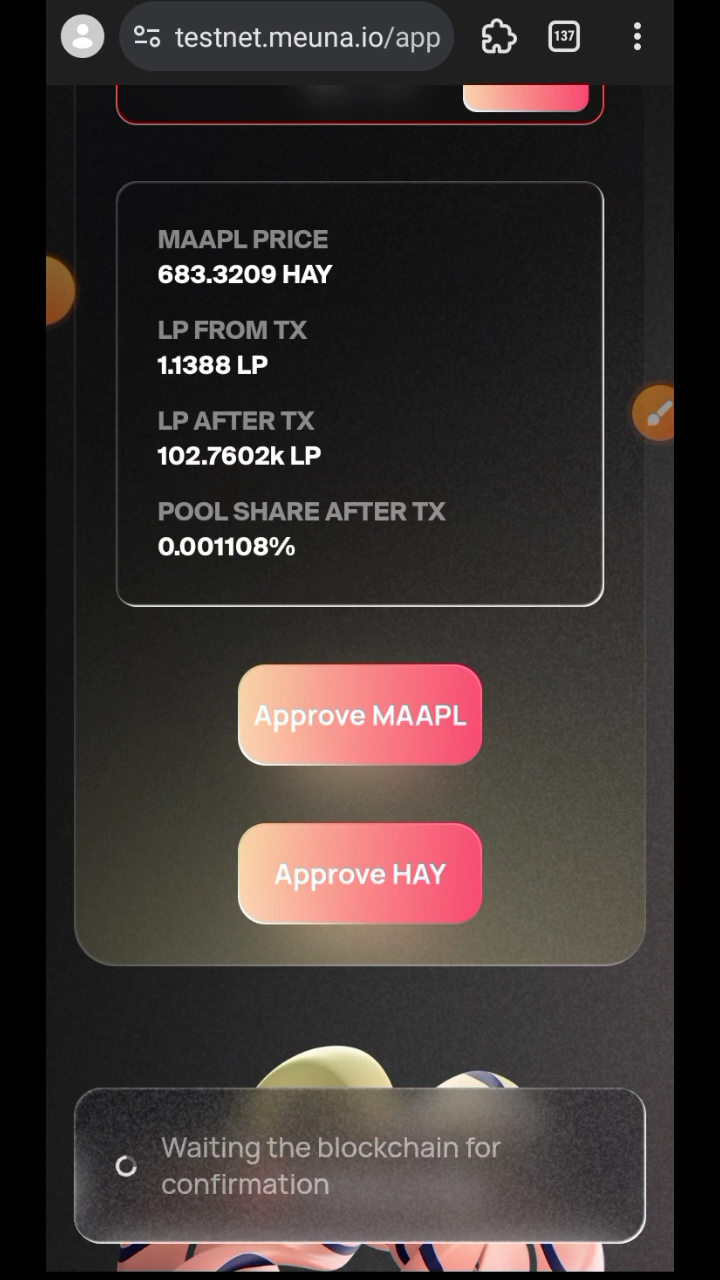 testnet.meuna.io/app
137
MAAPL PRICE
683.3209 HAY
LP FROM TX
1.1388 LP
LP AFTER TX
102.7602k LP
POOL SHARE AFTER TX
0.001108%
Approve MAAPL
Approve HAY
Waiting the blockchain for
confirmation